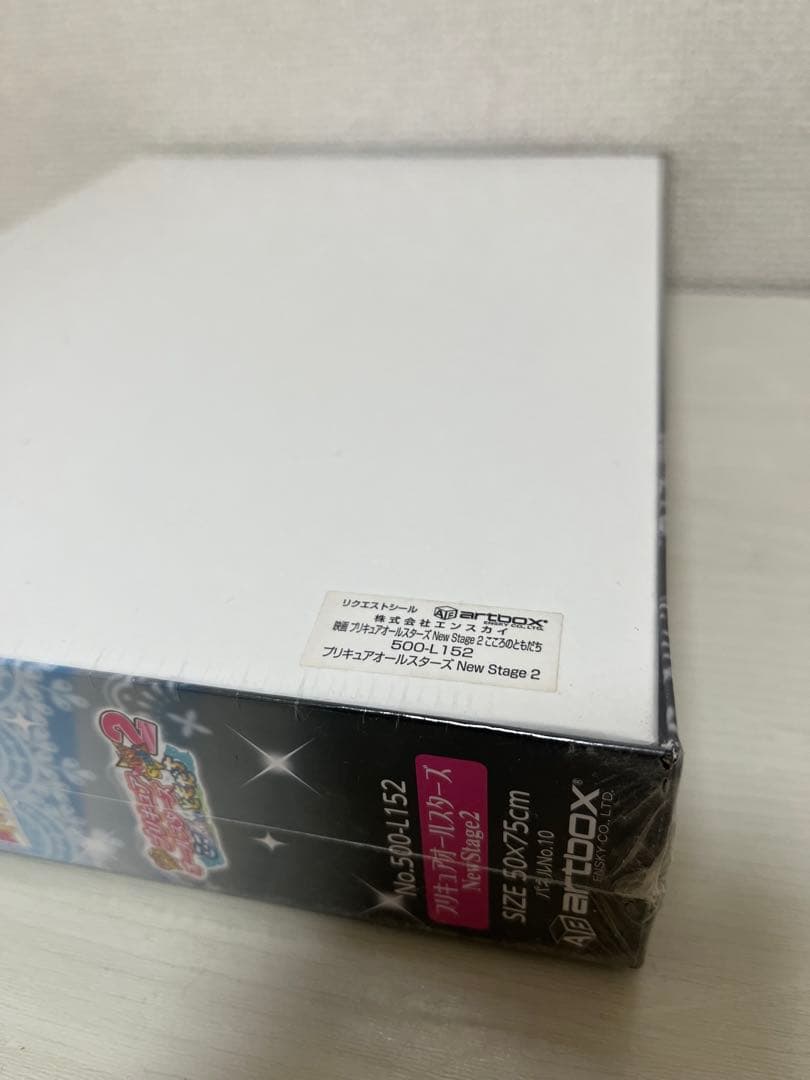 リクエストシール artbox®
ENSKY CO., LTD.
株式会社エンスカイ
映画 プリキュアオールスターズ New Stage 2 こころのともだち
500-L152
プリキュアオールスターズ New Stage 2
2
No.500-L152
プリキュアオールスターズ
NewStage2
SIZE 50×75cm
パネルNo.10
artbox®
ENSKY CO., LTD.